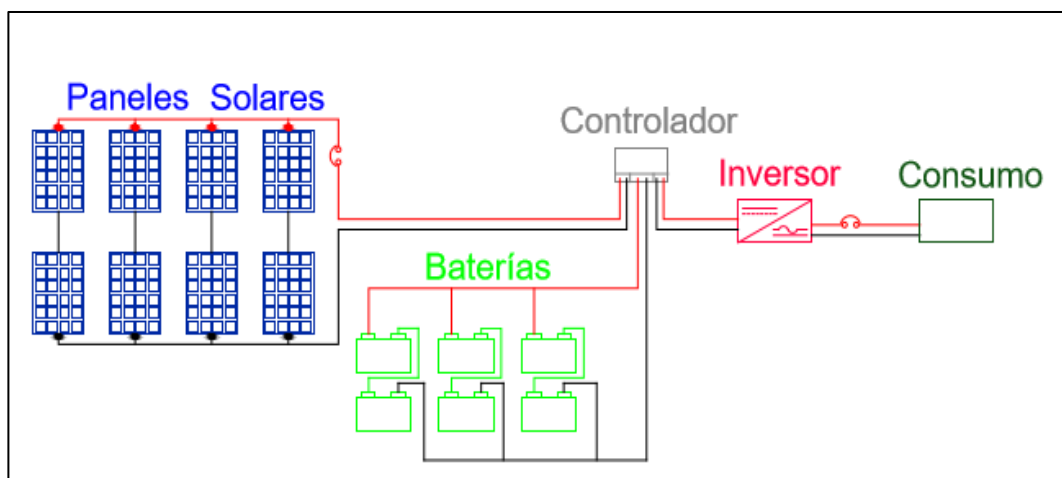 Paneles Solares
Controlador
Inversor
Consumo
Baterías